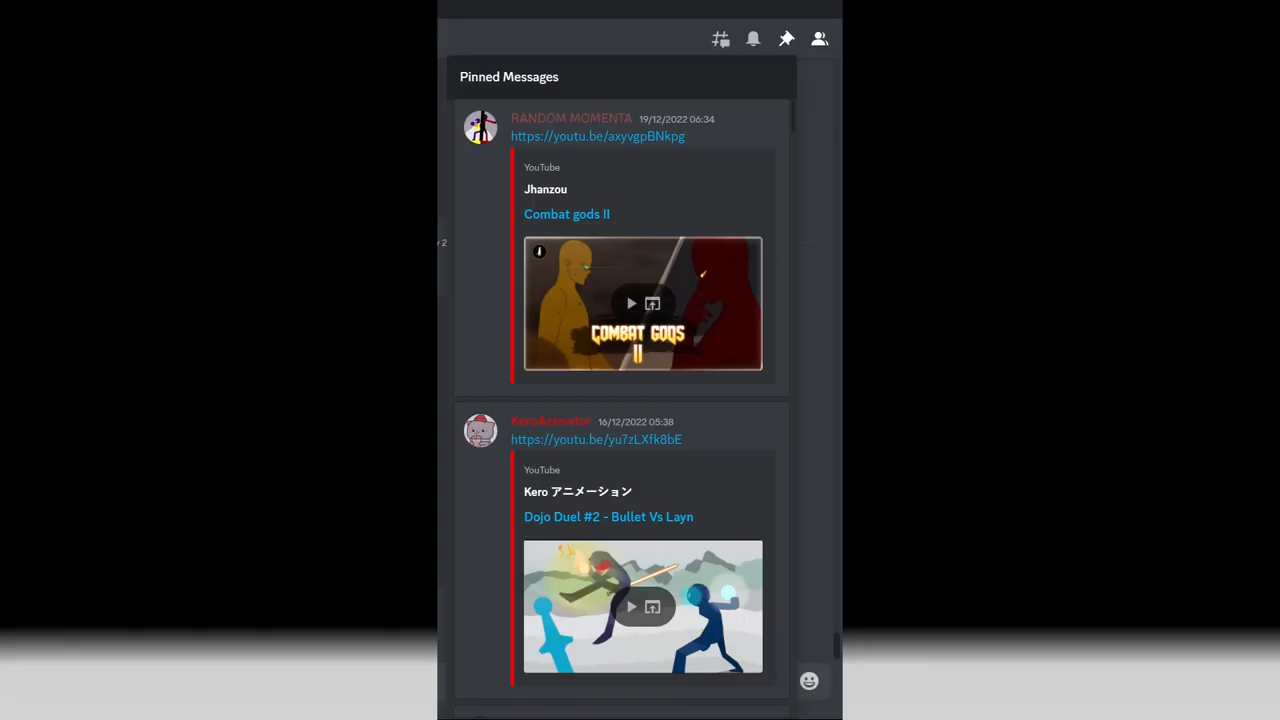 Pinned Messages
RANDOM MOMENTA 19/12/2022 06:34
https://youtu.be/axyvgpBNkpg
YouTube
Jhanzou
Combat gods II
y 2
COMBAT GODS
II
KeroAnimator 16/12/2022 05:38
https://youtu.be/yu7zLXfk8bE
YouTube
Kero アニメーション
Dojo Duel #2 - Bullet Vs Layn